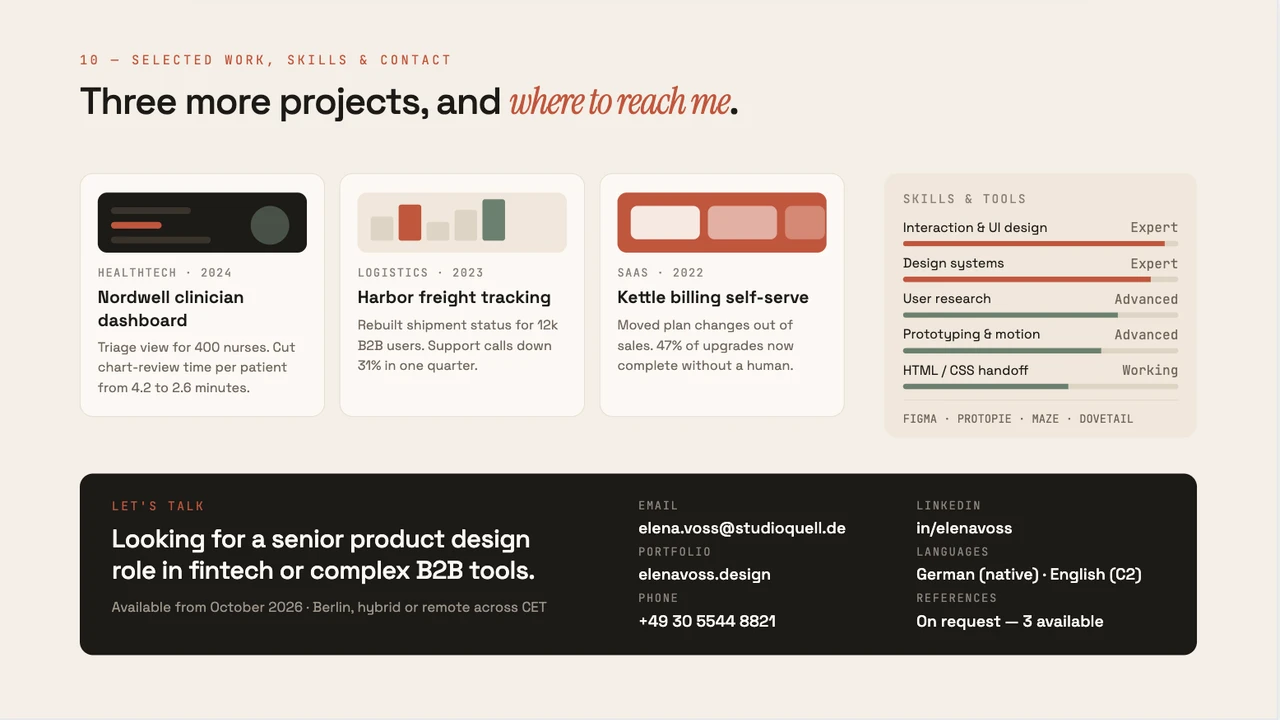 10 — SELECTED WORK, SKILLS & CONTACT
Three more projects, and where to reach me.
HEALTHTECH · 2024
Nordwell clinician
dashboard
Triage view for 400 nurses. Cut
chart-review time per patient
from 4.2 to 2.6 minutes.
LOGISTICS · 2023
Harbor freight tracking
Rebuilt shipment status for 12k
B2B users. Support calls down
31% in one quarter.
SAAS · 2022
Kettle billing self-serve
Moved plan changes out of
sales. 47% of upgrades now
complete without a human.
SKILLS & TOOLS
Interaction & UI design Expert
Design systems Expert
User research Advanced
Prototyping & motion Advanced
HTML / CSS handoff Working
FIGMA · PROTOPIE · MAZE · DOVETAIL
LET'S TALK
Looking for a senior product design
role in fintech or complex B2B tools.
Available from October 2026 · Berlin, hybrid or remote across CET
EMAIL
elena.voss@studioquell.de
PORTFOLIO
elenavoss.design
PHONE
+49 30 5544 8821
LINKEDIN
in/elenavoss
LANGUAGES
German (native) · English (C2)
REFERENCES
On request — 3 available